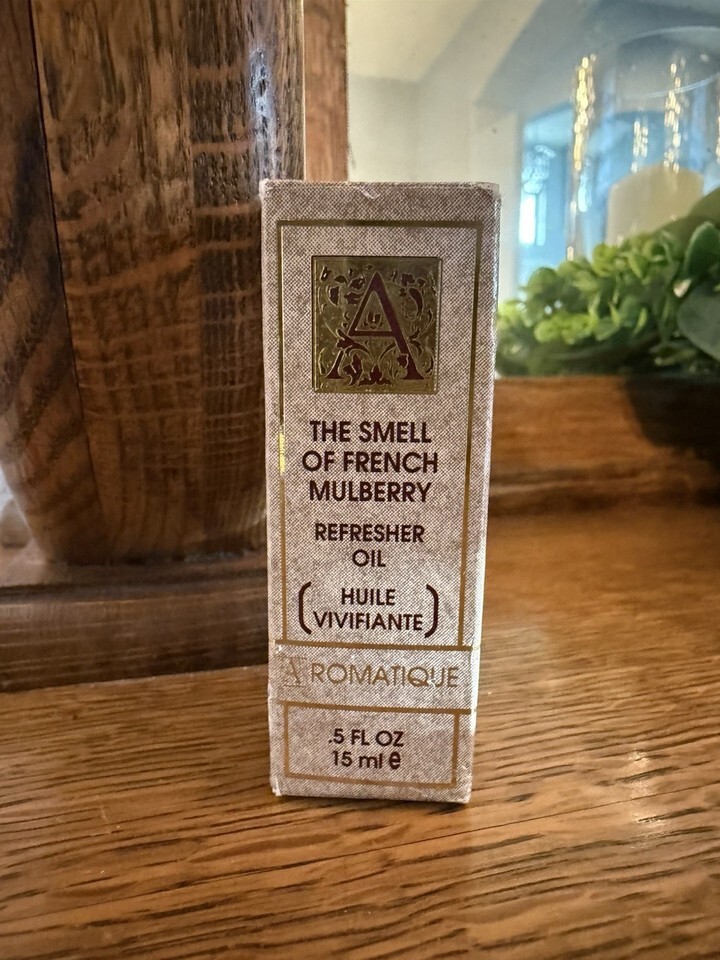 A
THE SMELL
OF FRENCH
MULBERRY
REFRESHER
OIL
(HUILE
VIVIFIANTE)
AROMATIQUE
.5 FL OZ
15 ml e